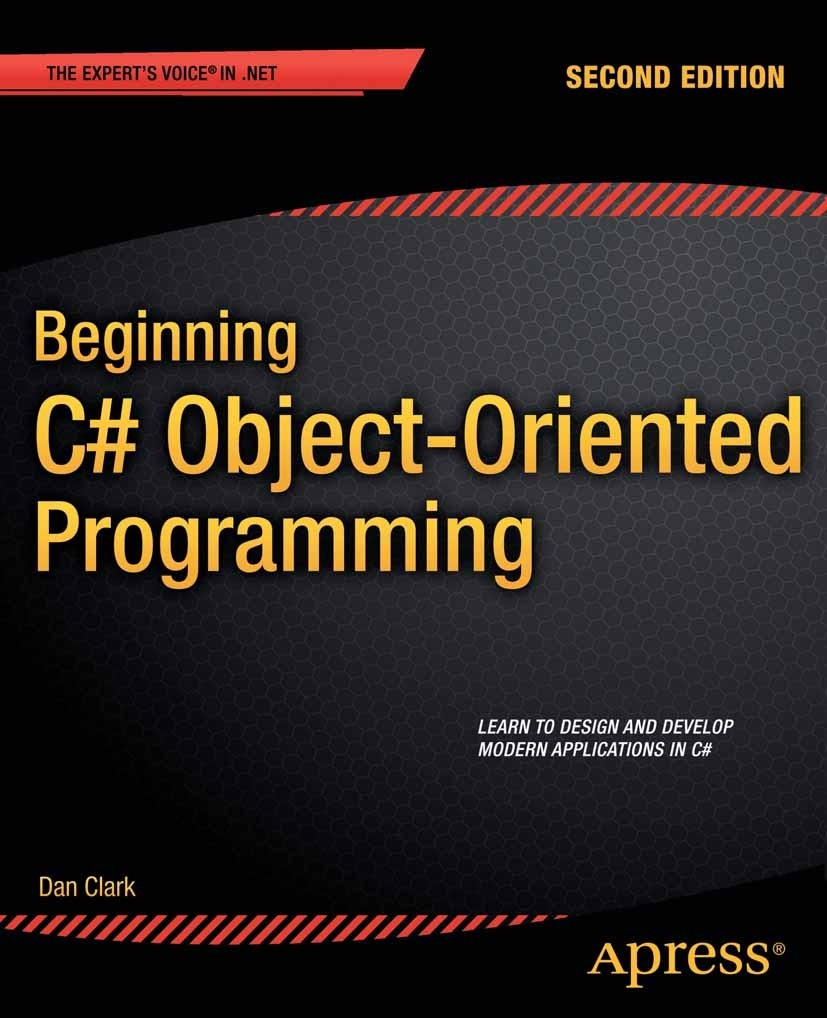 THE EXPERT'S VOICE® IN .NET
SECOND EDITION
Beginning
C# Object-Oriented
Programming
LEARN TO DESIGN AND DEVELOP
MODERN APPLICATIONS IN C#
Dan Clark
Apress®